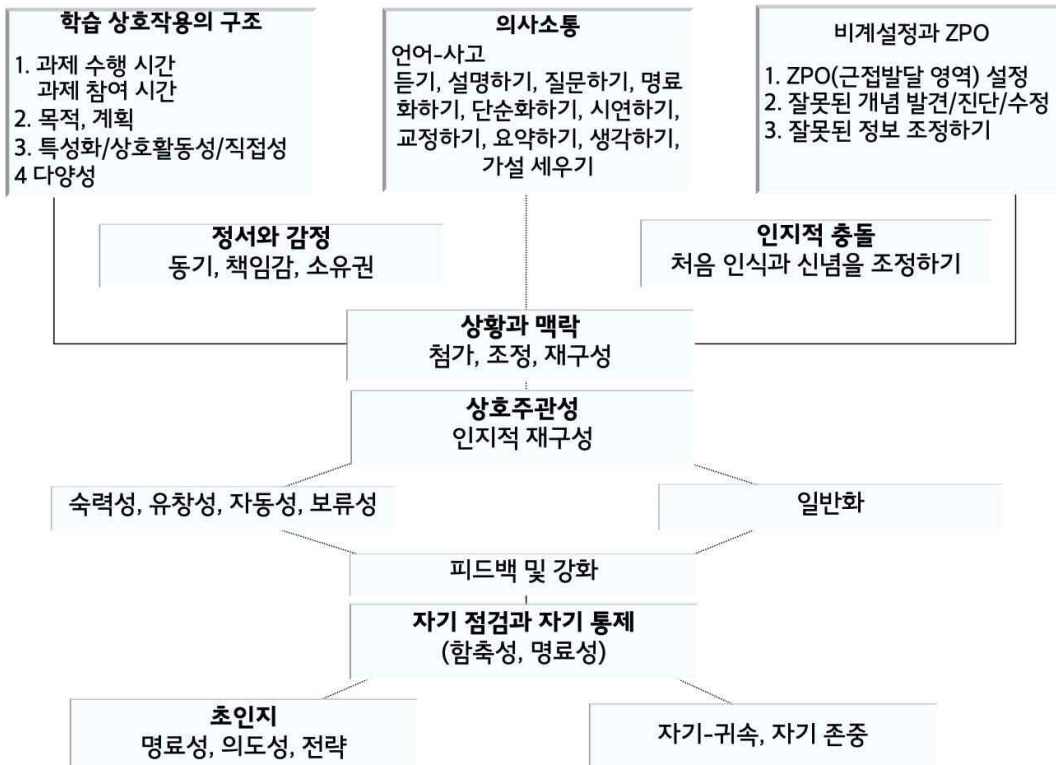 학습 상호작용의 구조
1. 과제 수행 시간
과제 참여 시간
2. 목적, 계획
3. 특성화/상호활동성/직접성
4 다양성
의사소통
언어-사고
듣기, 설명하기, 질문하기, 명료
화하기, 단순화하기, 시연하기,
교정하기, 요약하기, 생각하기,
가설 세우기
비계설정과 ZPO
1. ZPO(근접발달 영역) 설정
2. 잘못된 개념 발견/진단/수정
3. 잘못된 정보 조정하기
정서와 감정
동기, 책임감, 소유권
인지적 충돌
처음 인식과 신념을 조정하기
상황과 맥락
첨가, 조정, 재구성
상호주관성
인지적 재구성
숙력성, 유창성, 자동성, 보류성
일반화
피드백 및 강화
자기 점검과 자기 통제
(함축성, 명료성)
초인지
명료성, 의도성, 전략
자기-귀속, 자기 존중